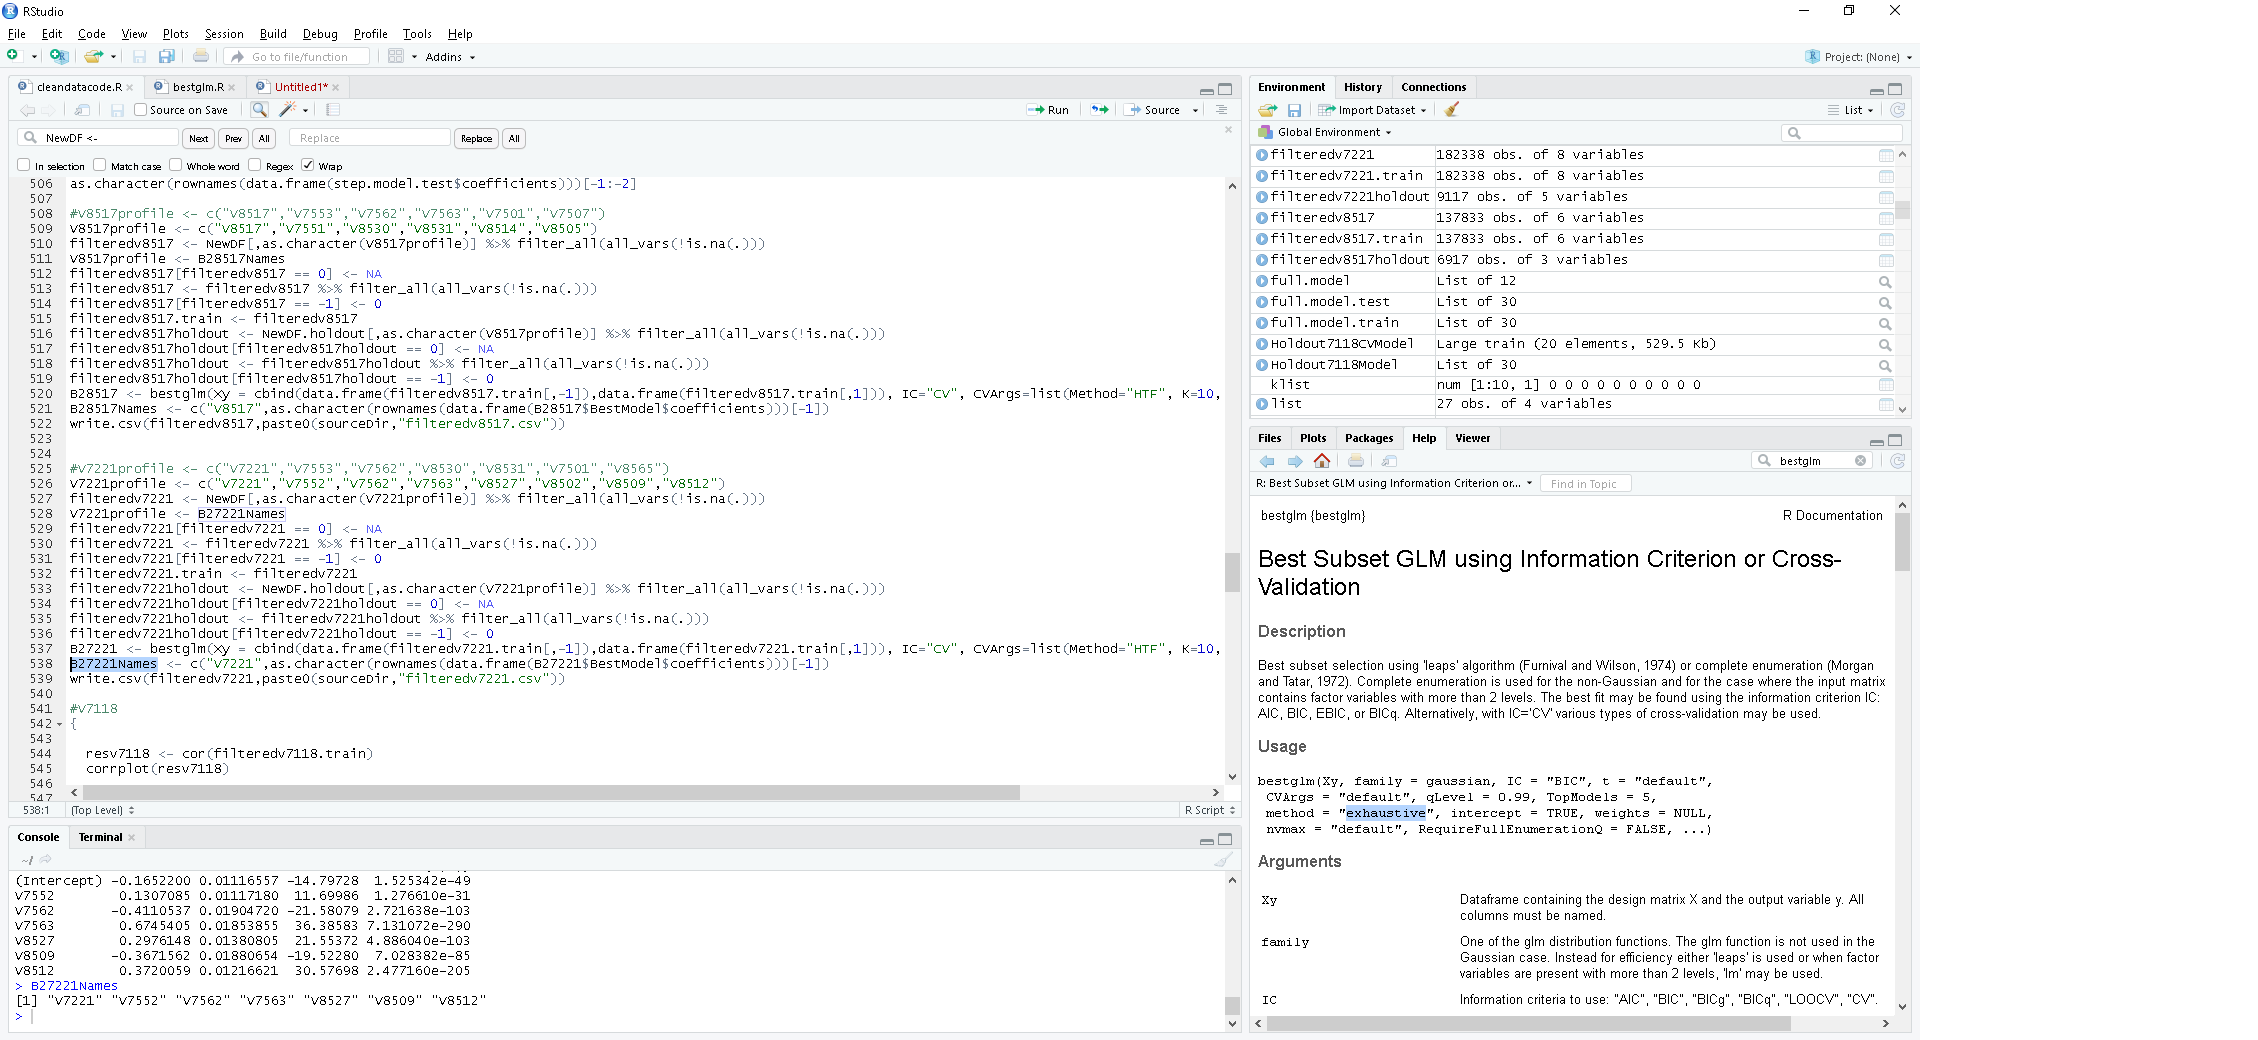 RStudio
File Edit Code View Plots Session Build Debug Profile Tools Help
Go to file/function Addins Project: (None)
cleandatacode.R bestglm.R Untitled1*
Source on Save Run Source
NewDF <- Next Prev All Replace Replace All
In selection Match case Whole word Regex Wrap
506 as.character(rownames(data.frame(step.model.test$coefficients)))[-1:-2]
507
508 #v8517profile <- c("v8517","v7553","v7562","v7563","v7501","v7507")
509 v8517profile <- c("v8517","v7551","v8530","v8531","v8514","v8505")
510 filteredv8517 <- NewDF[,as.character(v8517profile)] %>% filter_all(all_vars(!is.na(.)))
511 v8517profile <- B28517Names
512 filteredv8517[filteredv8517 == 0] <- NA
513 filteredv8517 <- filteredv8517 %>% filter_all(all_vars(!is.na(.)))
514 filteredv8517[filteredv8517 == -1] <- 0
515 filteredv8517.train <- filteredv8517
516 filteredv8517holdout <- NewDF.holdout[,as.character(v8517profile)] %>% filter_all(all_vars(!is.na(.)))
517 filteredv8517holdout[filteredv8517holdout == 0] <- NA
518 filteredv8517holdout <- filteredv8517holdout %>% filter_all(all_vars(!is.na(.)))
519 filteredv8517holdout[filteredv8517holdout == -1] <- 0
520 B28517 <- bestglm(Xy = cbind(data.frame(filteredv8517.train[,-1]),data.frame(filteredv8517.train[,1])), IC="CV", CVArgs=list(Method="HTF", K=10,
521 B28517Names <- c("v8517",as.character(rownames(data.frame(B28517$BestModel$coefficients)))[-1])
522 write.csv(filteredv8517,paste0(sourceDir,"filteredv8517.csv"))
523
524
525 #v7221profile <- c("v7221","v7553","v7562","v8530","v8531","v7501","v8565")
526 v7221profile <- c("v7221","v7552","v7562","v7563","v8527","v8502","v8509","v8512")
527 filteredv7221 <- NewDF[,as.character(v7221profile)] %>% filter_all(all_vars(!is.na(.)))
528 v7221profile <- B27221Names
529 filteredv7221[filteredv7221 == 0] <- NA
530 filteredv7221 <- filteredv7221 %>% filter_all(all_vars(!is.na(.)))
531 filteredv7221[filteredv7221 == -1] <- 0
532 filteredv7221.train <- filteredv7221
533 filteredv7221holdout <- NewDF.holdout[,as.character(v7221profile)] %>% filter_all(all_vars(!is.na(.)))
534 filteredv7221holdout[filteredv7221holdout == 0] <- NA
535 filteredv7221holdout <- filteredv7221holdout %>% filter_all(all_vars(!is.na(.)))
536 filteredv7221holdout[filteredv7221holdout == -1] <- 0
537 B27221 <- bestglm(Xy = cbind(data.frame(filteredv7221.train[,-1]),data.frame(filteredv7221.train[,1])), IC="CV", CVArgs=list(Method="HTF", K=10,
538 B27221Names <- c("v7221",as.character(rownames(data.frame(B27221$BestModel$coefficients)))[-1])
539 write.csv(filteredv7221,paste0(sourceDir,"filteredv7221.csv"))
540
541 #v7118
542 {
543
544 resv7118 <- cor(filteredv7118.train)
545 corrplot(resv7118)
546
547
538:1 (Top Level) R Script
Console Terminal
~/
(Intercept) -0.1652200 0.01116557 -14.79728 1.525342e-49
V7552 0.1307085 0.01117180 11.69986 1.276610e-31
V7562 -0.4110537 0.01904720 -21.58079 2.721638e-103
V7563 0.6745405 0.01853855 36.38583 7.131072e-290
V8527 0.2976148 0.01380805 21.55372 4.886040e-103
V8509 -0.3671562 0.01880654 -19.52280 7.028382e-85
V8512 0.3720059 0.01216621 30.57698 2.477160e-205
> B27221Names
[1] "v7221" "v7552" "v7562" "v7563" "v8527" "v8509" "v8512"
>
Environment History Connections
Import Dataset List
Global Environment
filteredv7221 182338 obs. of 8 variables
filteredv7221.train 182338 obs. of 8 variables
filteredv7221holdout 9117 obs. of 5 variables
filteredv8517 137833 obs. of 6 variables
filteredv8517.train 137833 obs. of 6 variables
filteredv8517holdout 6917 obs. of 3 variables
full.model List of 12
full.model.test List of 30
full.model.train List of 30
Holdout7118CVModel Large train (20 elements, 529.5 Kb)
Holdout7118Model List of 30
klist num [1:10, 1] 0 0 0 0 0 0 0 0 0 0
list 27 obs. of 4 variables
Files Plots Packages Help Viewer
bestglm
R: Best Subset GLM using Information Criterion or... Find in Topic
bestglm {bestglm} R Documentation
Best Subset GLM using Information Criterion or Cross-
Validation
Description
Best subset selection using 'leaps' algorithm (Furnival and Wilson, 1974) or complete enumeration (Morgan
and Tatar, 1972). Complete enumeration is used for the non-Gaussian and for the case where the input matrix
contains factor variables with more than 2 levels. The best fit may be found using the information criterion IC:
AIC, BIC, EBIC, or BICq. Alternatively, with IC='CV' various types of cross-validation may be used.
Usage
bestglm(Xy, family = gaussian, IC = "BIC", t = "default",
CVArgs = "default", qLevel = 0.99, TopModels = 5,
method = "exhaustive", intercept = TRUE, weights = NULL,
nvmax = "default", RequireFullEnumerationQ = FALSE, ...)
Arguments
Xy Dataframe containing the design matrix X and the output variable y. All
columns must be named.
family One of the glm distribution functions. The glm function is not used in the
Gaussian case. Instead for efficiency either 'leaps' is used or when factor
variables are present with more than 2 levels, 'lm' may be used.
IC Information criteria to use: "AIC", "BIC", "BICg", "BICq", "LOOCV", "CV".